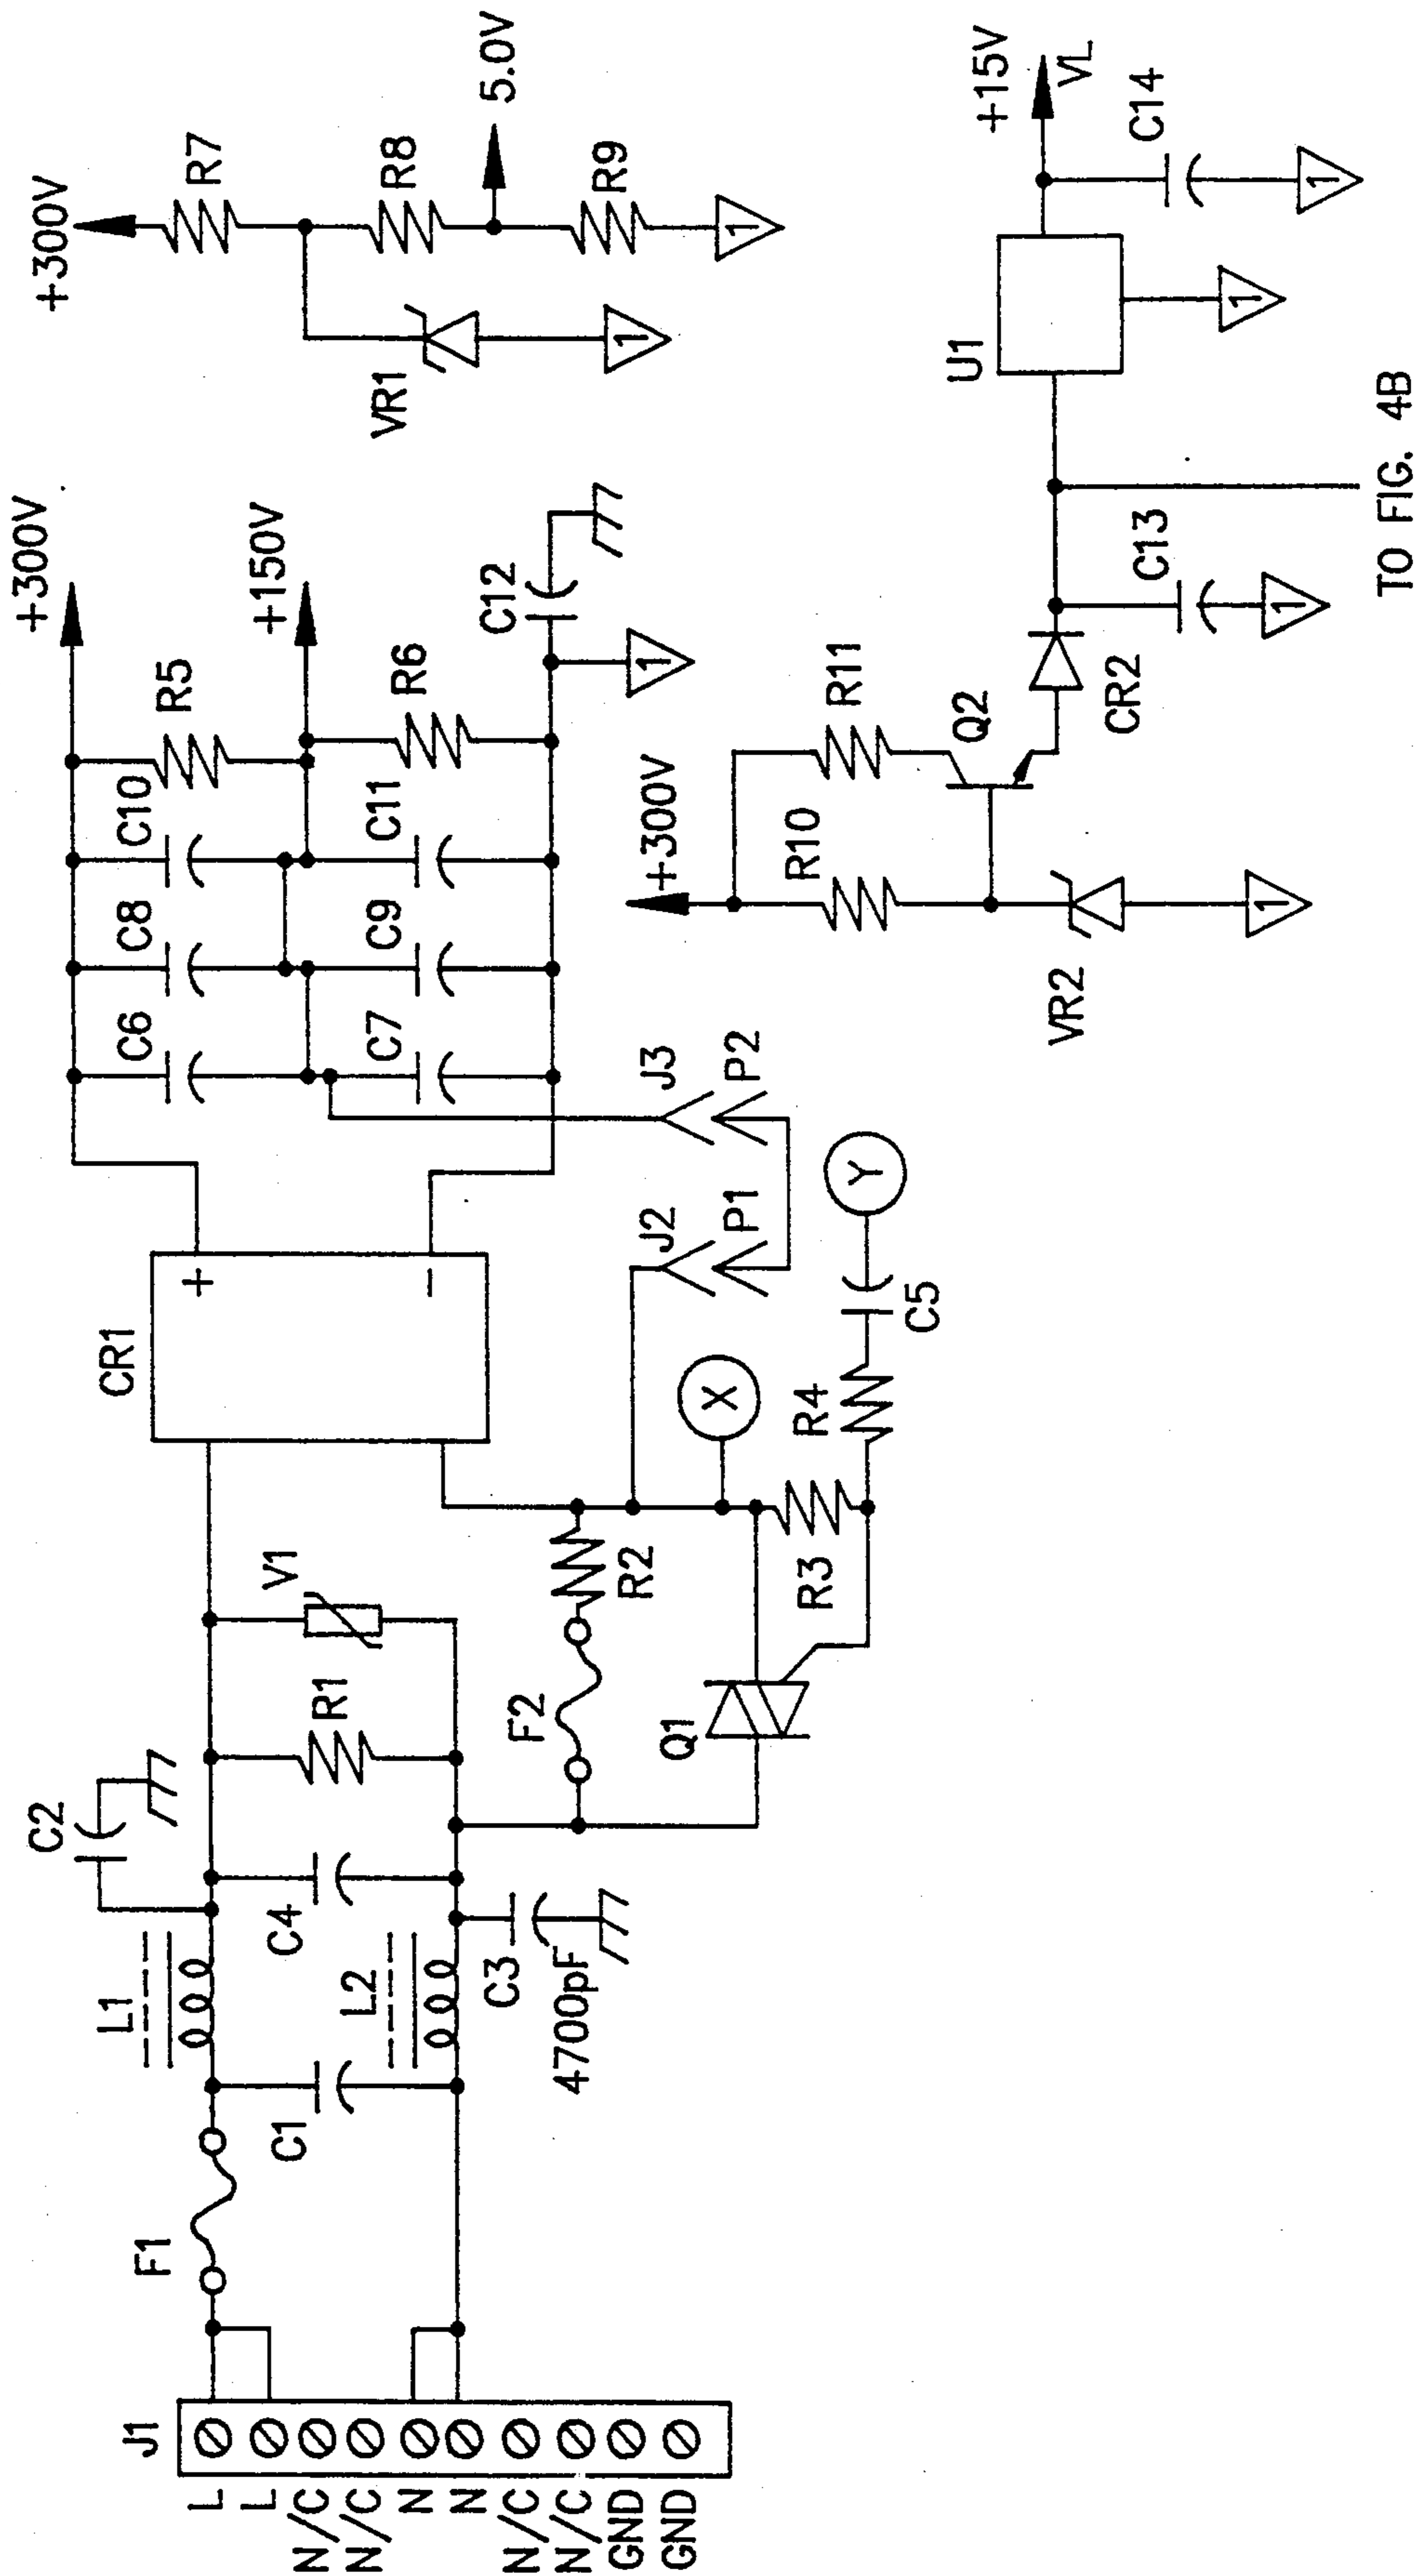 J1
L
L
N/C
N/C
N
N
N/C
N/C
GND
GND
F1
C1
L1
L2
C2
C4
C3
4700pF
R1
V1
F2
R2
Q1
R3
R4
C5
X
Y
CR1
+
-
J2
P1
J3
P2
C6
C8
C10
R5
+300V
C7
C9
C11
R6
+150V
C12
1
+300V
R7
R8
5.0V
R9
1
VR1
1
+300V
R10
R11
Q2
VR2
1
CR2
C13
1
U1
1
+15V
VL
C14
1
TO FIG. 4B